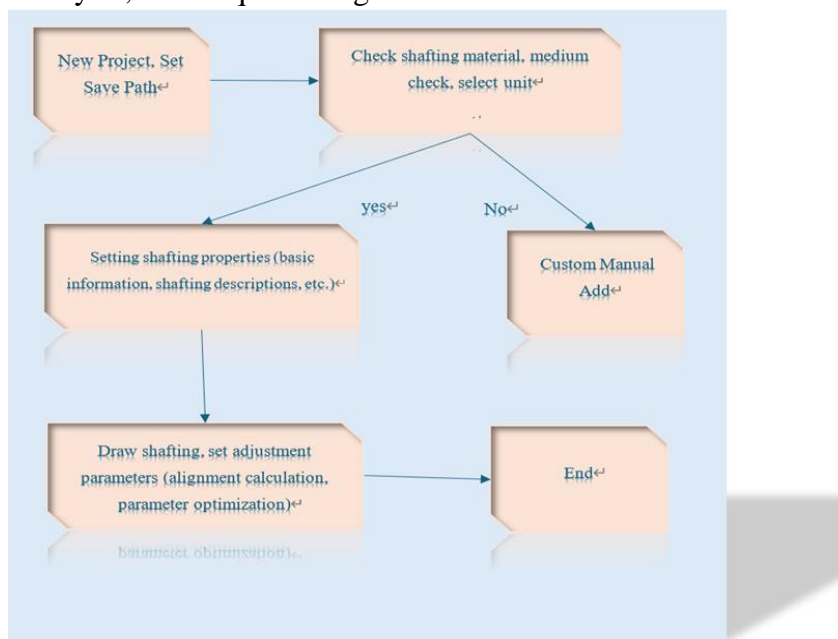 New Project, Set
Save Path↵
Check shafting material, medium
check, select unit↵
yes↵
No↵
Setting shafting properties (basic
information, shafting descriptions, etc.)↵
Custom Manual
Add↵
Draw shafting, set adjustment
parameters (alignment calculation,
parameter optimization)↵
End↵